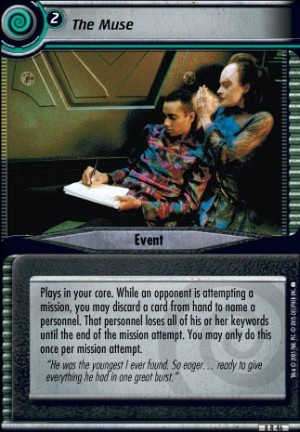 2
The Muse
Event
Plays in your core. While an opponent is attempting a
mission, you may discard a card from hand to name a
personnel. That personnel loses all of his or her keywords
until the end of the mission attempt. You may only do this
once per mission attempt.
"He was the youngest I ever found. So eager... ready to give
everything he had in one great burst."
8 R 46